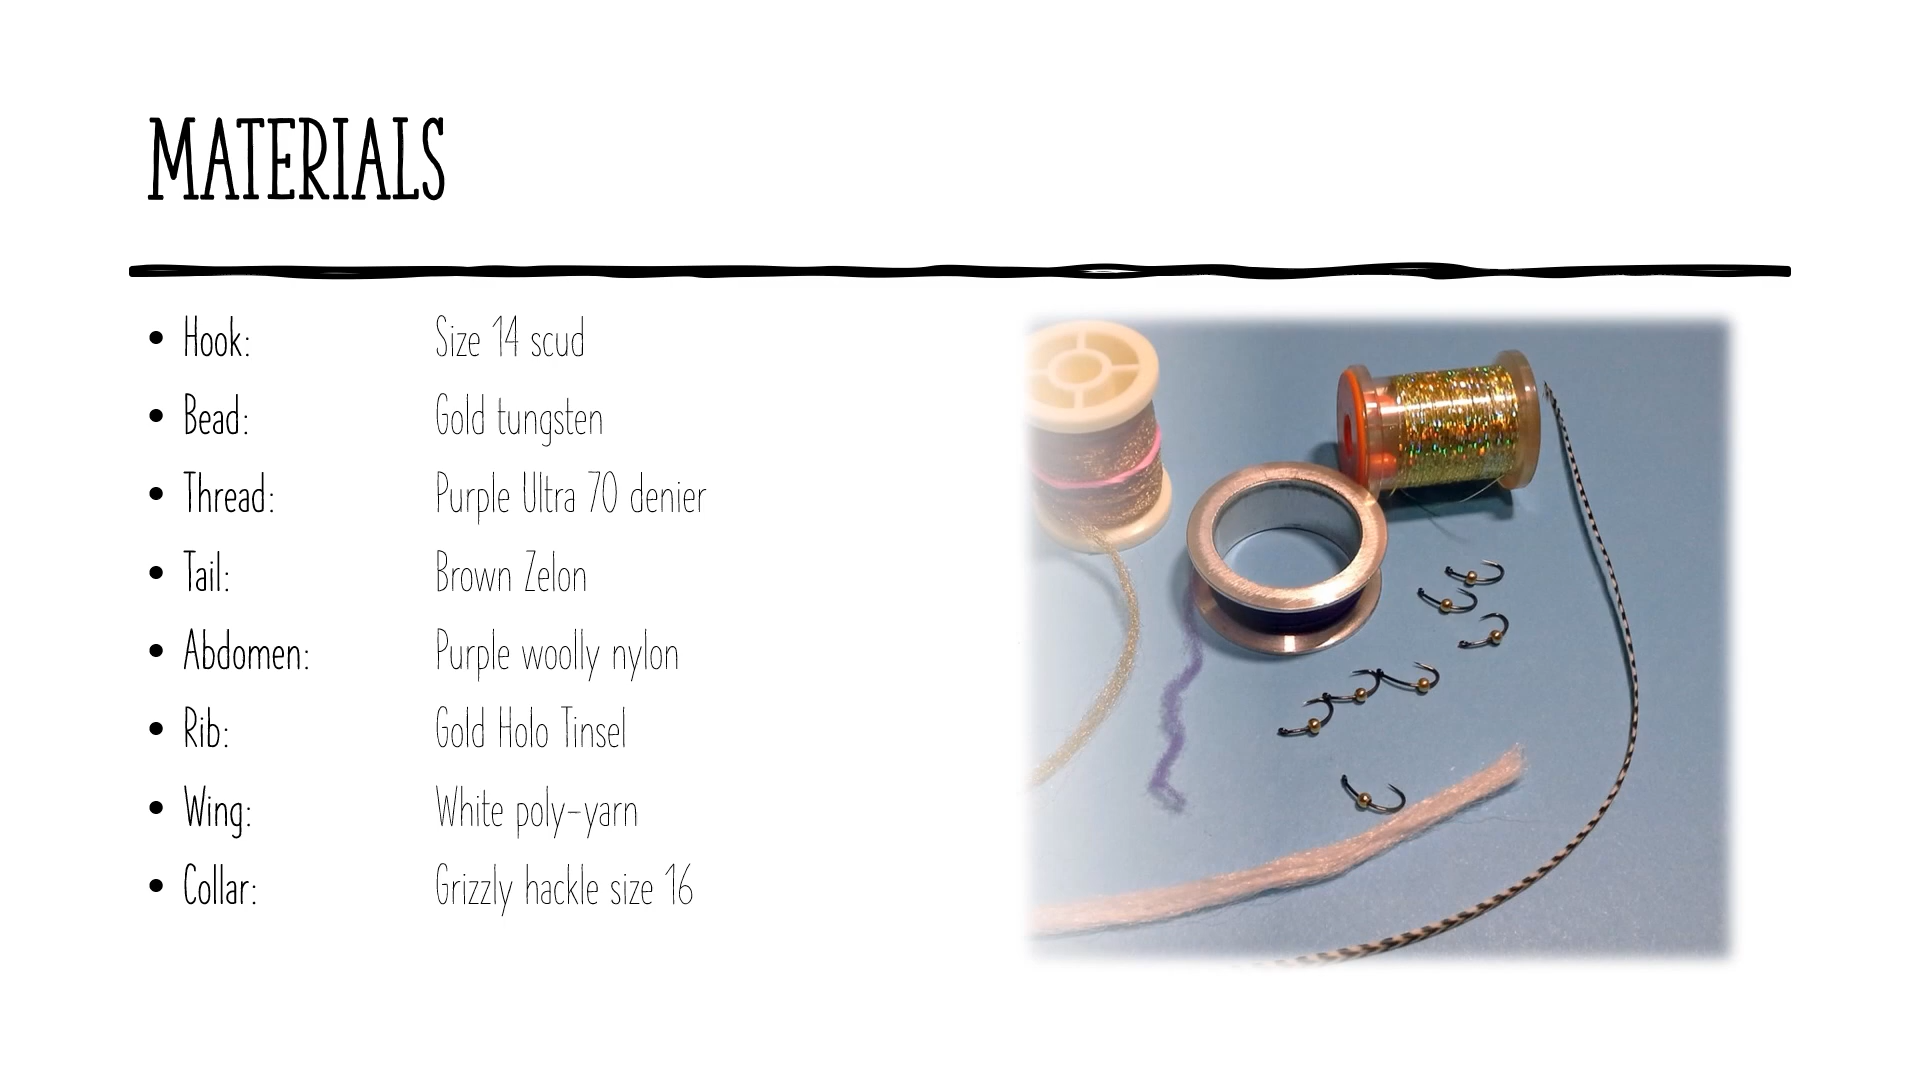 MATERIALS
• Hook: Size 14 scud
• Bead: Gold tungsten
• Thread: Purple Ultra 70 denier
• Tail: Brown Zelon
• Abdomen: Purple woolly nylon
• Rib: Gold Holo Tinsel
• Wing: White poly-yarn
• Collar: Grizzly hackle size 16